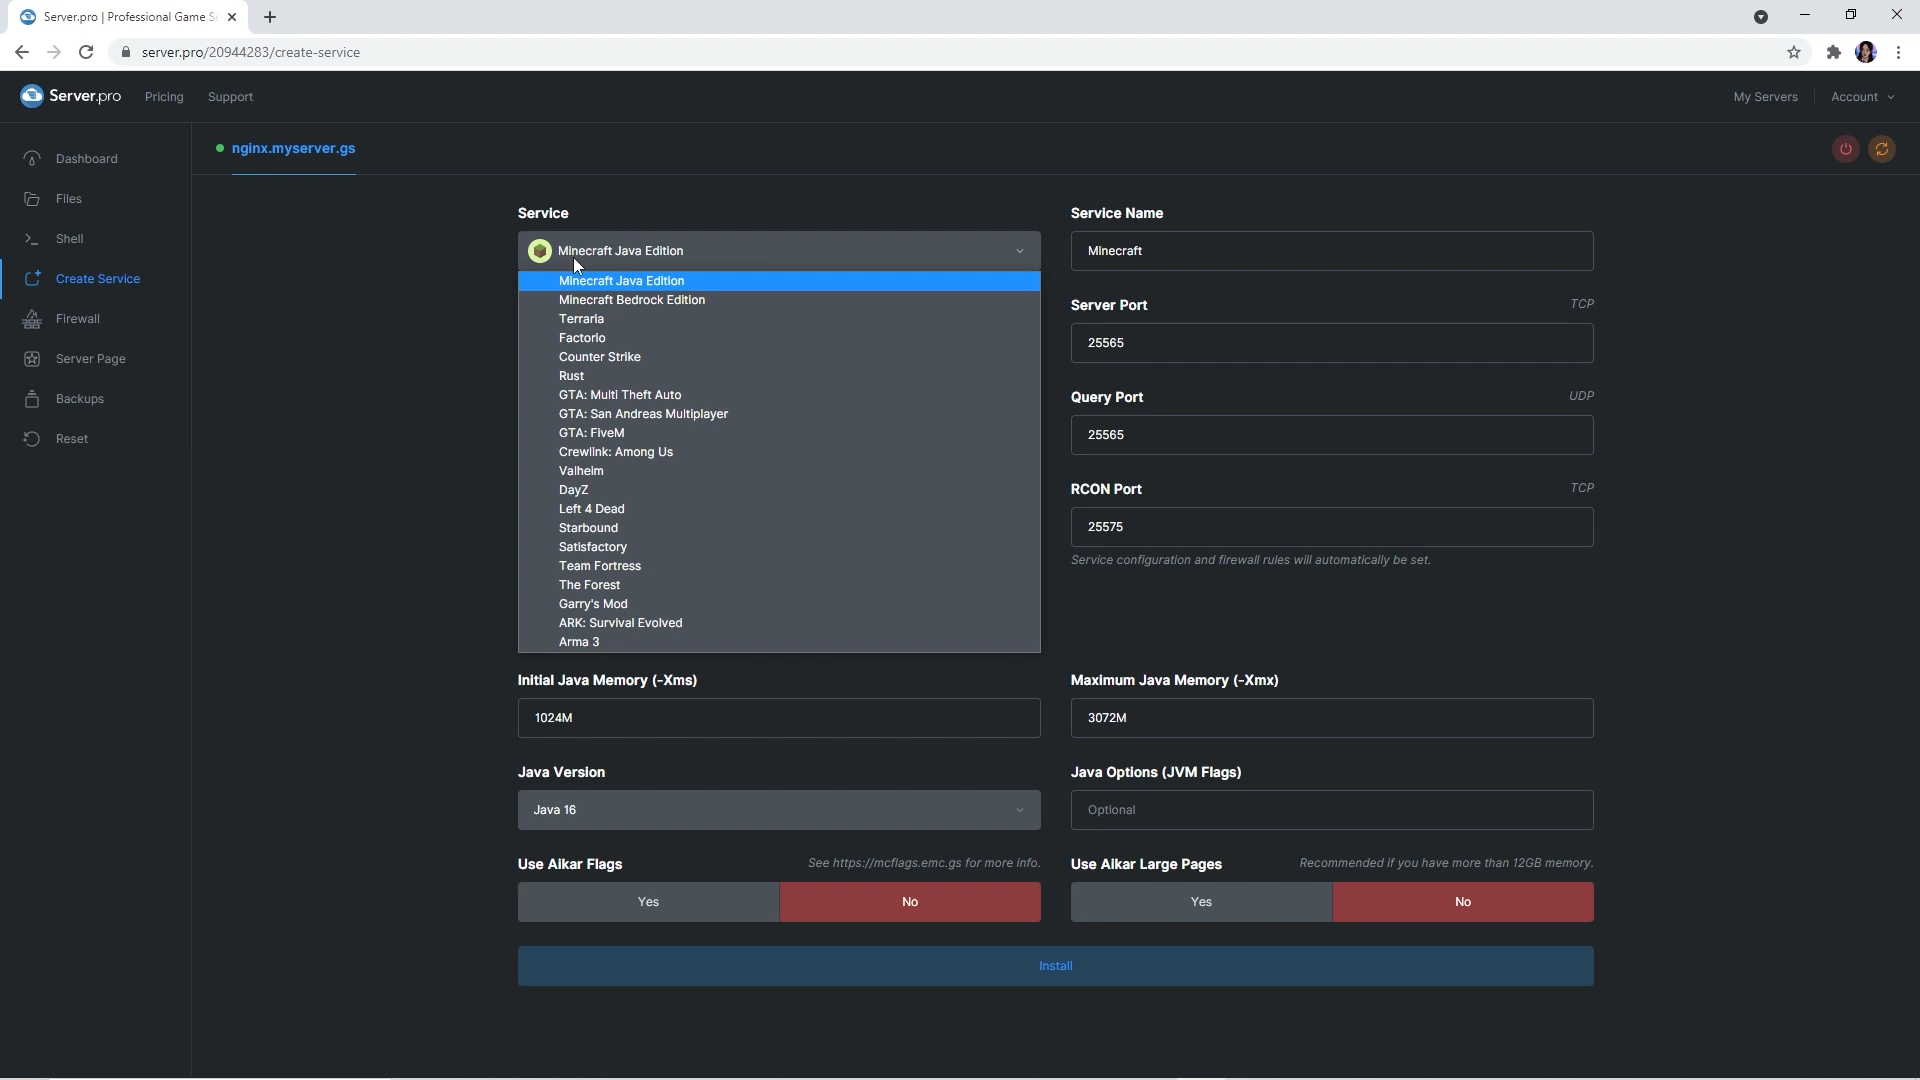 Server.pro | Professional Game Se
server.pro/20944283/create-service
Server.pro
Pricing
Support
My Servers
Account
Dashboard
Files
Shell
Create Service
Firewall
Server Page
Backups
Reset
nginx.myserver.gs
Service
Minecraft Java Edition
Minecraft Java Edition
Minecraft Bedrock Edition
Terraria
Factorio
Counter Strike
Rust
GTA: Multi Theft Auto
GTA: San Andreas Multiplayer
GTA: FiveM
Crewlink: Among Us
Valheim
DayZ
Left 4 Dead
Starbound
Satisfactory
Team Fortress
The Forest
Garry's Mod
ARK: Survival Evolved
Arma 3
Service Name
Minecraft
Server Port TCP
25565
Query Port UDP
25565
RCON Port TCP
25575
Service configuration and firewall rules will automatically be set.
Initial Java Memory (-Xms)
1024M
Maximum Java Memory (-Xmx)
3072M
Java Version
Java 16
Java Options (JVM Flags)
Optional
Use Aikar Flags See https://mcflags.emc.gs for more info.
Yes No
Use Aikar Large Pages Recommended if you have more than 12GB memory.
Yes No
Install